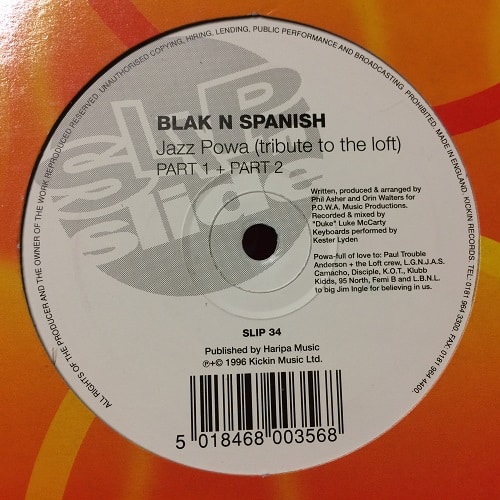 SLIP
'N'
Slide
BLAK N SPANISH
Jazz Powa (tribute to the loft)
PART 1 + PART 2
Written, produced & arranged by
Phil Asher and Orin Walters for
P.O.W.A. Music Productions.
Recorded & mixed by
"Duke" Luke McCarty
Keyboards performed by
Kester Lyden
Powa-full of love to: Paul Trouble
Anderson + the Loft crew, L.G.N.J.A.S.
Camacho, Disciple, K.O.T., Klubb
Kidds, 95 North, Femi B and L.B.N.L.
to big Jim Ingle for believing in us.
SLIP 34
Published by Haripa Music
℗+© 1996 Kickin Music Ltd.
5 018468 003568
ALL RIGHTS OF THE PRODUCER AND THE OWNER OF THE WORK REPRODUCED RESERVED. UNAUTHORISED COPYING, HIRING, LENDING, PUBLIC PERFORMANCE AND BROADCASTING PROHIBITED. MADE IN ENGLAND. KICKIN RECORDS. TEL: 0181 964 3300. FAX: 0181 964 4400.